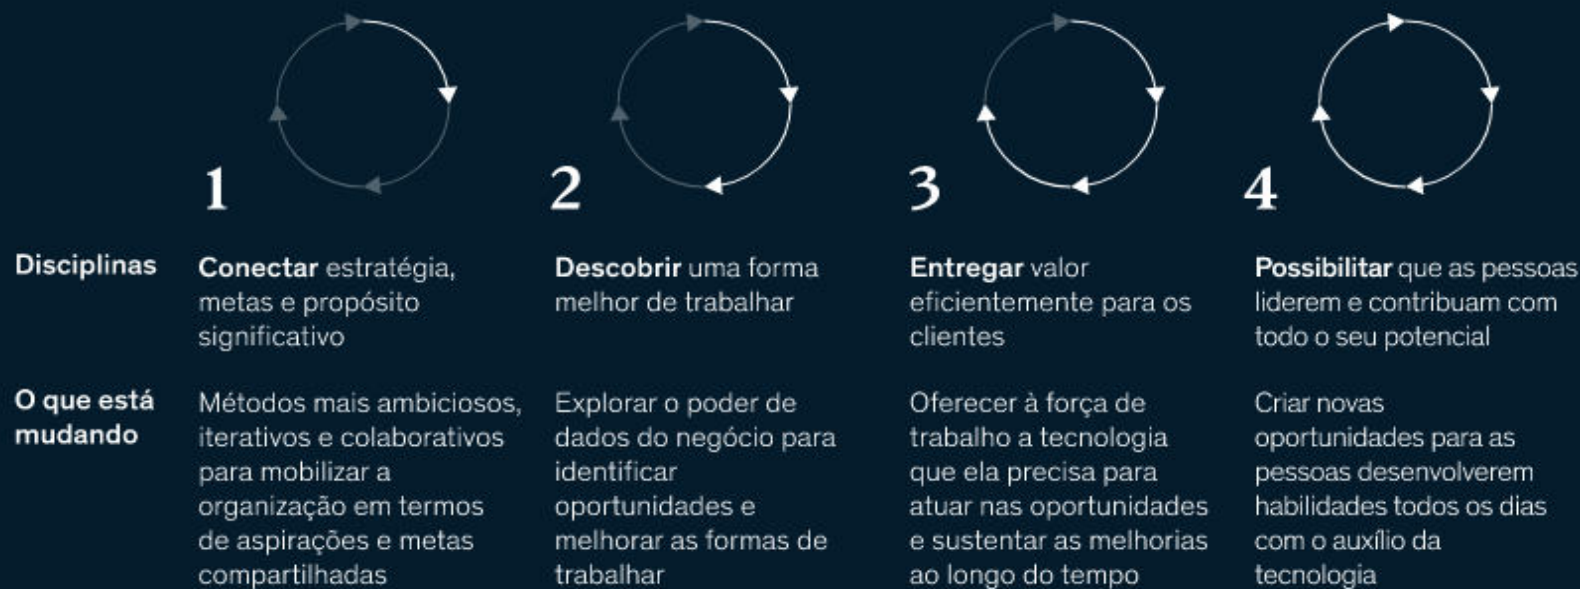 1
2
3
4
Disciplinas
Conectar estratégia,
metas e propósito
significativo
Descobrir uma forma
melhor de trabalhar
Entregar valor
eficientemente para os
clientes
Possibilitar que as pessoas
liderem e contribuam com
todo o seu potencial
O que está
mudando
Métodos mais ambiciosos,
iterativos e colaborativos
para mobilizar a
organização em termos
de aspirações e metas
compartilhadas
Explorar o poder de
dados do negócio para
identificar
oportunidades e
melhorar as formas de
trabalhar
Oferecer à força de
trabalho a tecnologia
que ela precisa para
atuar nas oportunidades
e sustentar as melhorias
ao longo do tempo
Criar novas
oportunidades para as
pessoas desenvolverem
habilidades todos os dias
com o auxílio da
tecnologia